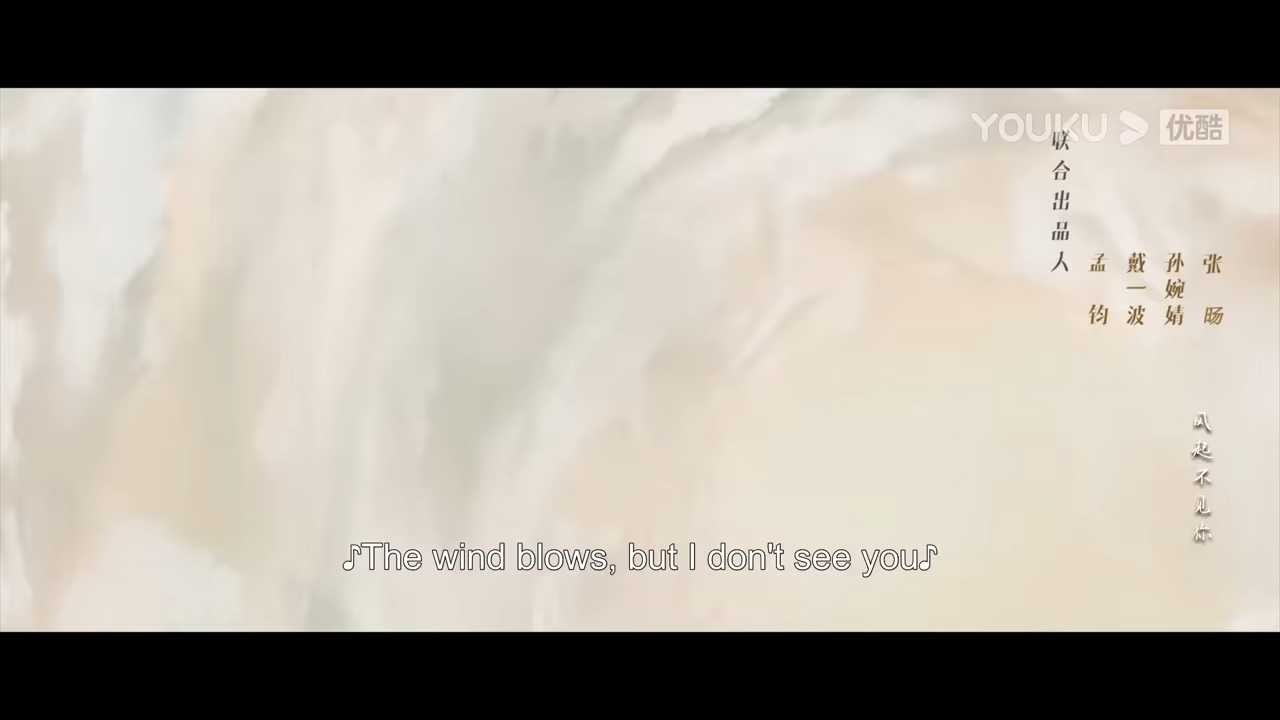 YOUKU 优酷
联合出品人
孟钧
戴一波
孙婉婧
张旸
风起不见你
♪The wind blows, but I don't see you♪